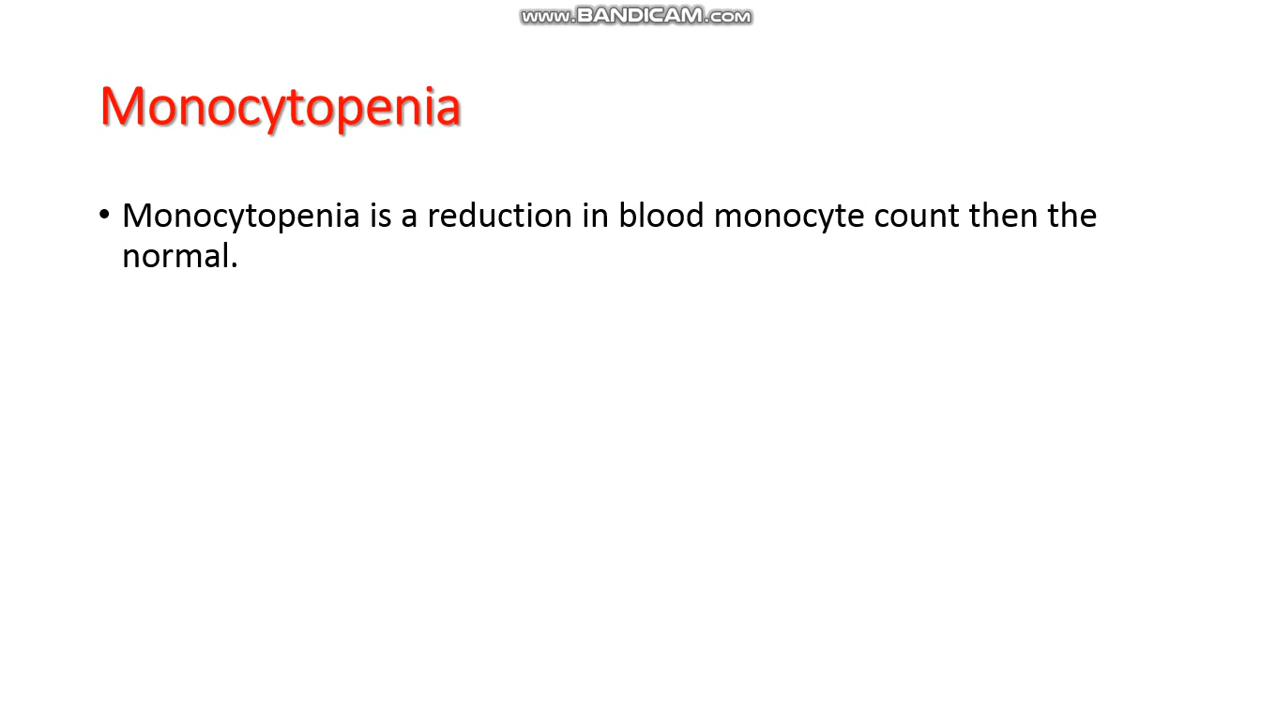 www.BANDICAM.com
Monocytopenia
• Monocytopenia is a reduction in blood monocyte count then the
normal.